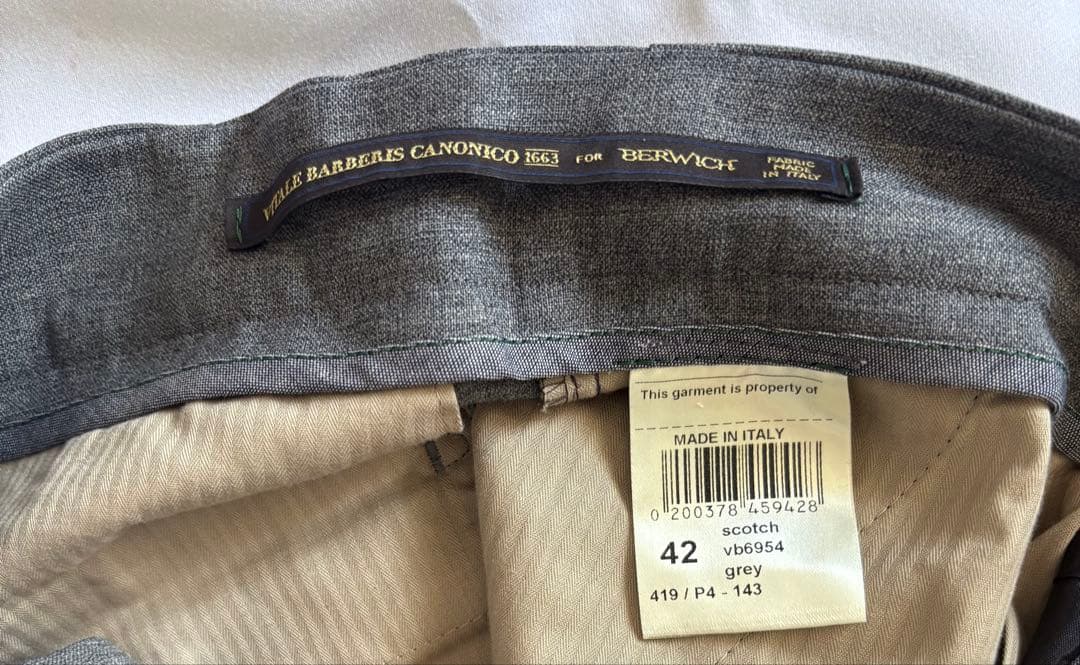 VITALE BARBERIS CANONICO 1663 FOR BERWICH FABRIC MADE IN ITALY
This garment is property of
MADE IN ITALY
0 200378 459428
scotch
42 vb6954
grey
419 / P4 - 143